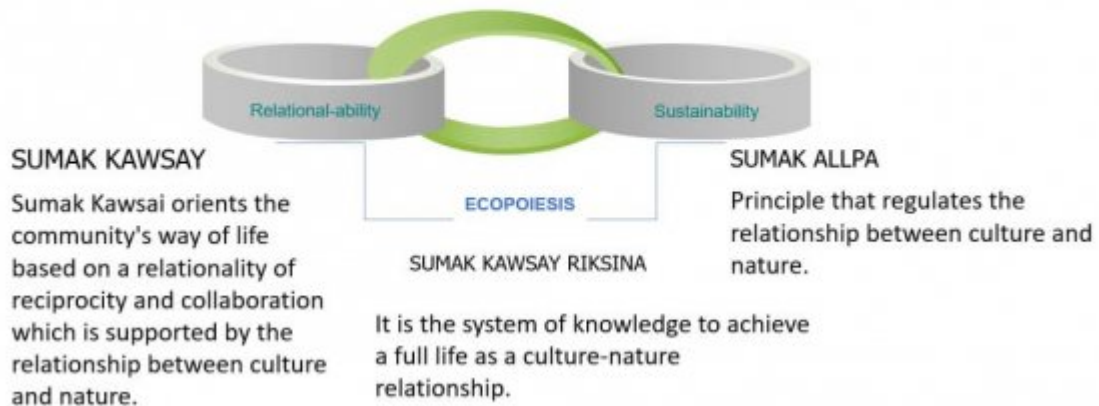 Relational-ability
Sustainability
SUMAK KAWSAY
Sumak Kawsai orients the
community's way of life
based on a relationality of
reciprocity and collaboration
which is supported by the
relationship between culture
and nature.
ECOPOIESIS
SUMAK KAWSAY RIKSINA
It is the system of knowledge to achieve
a full life as a culture-nature
relationship.
SUMAK ALLPA
Principle that regulates the
relationship between culture and
nature.